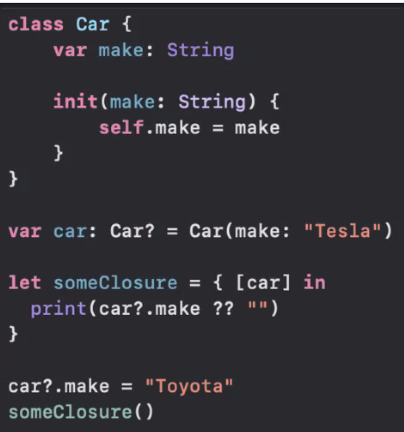 class Car {
    var make: String

    init(make: String) {
        self.make = make
    }
}

var car: Car? = Car(make: "Tesla")

let someClosure = { [car] in
  print(car?.make ?? "")
}

car?.make = "Toyota"
someClosure()